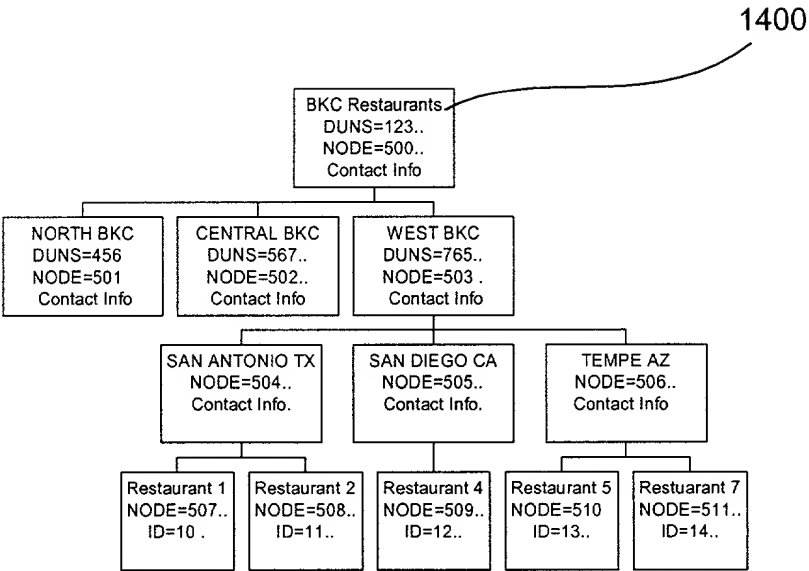 1400
BKC Restaurants
DUNS=123..
NODE=500..
Contact Info
NORTH BKC
DUNS=456
NODE=501
Contact Info
CENTRAL BKC
DUNS=567..
NODE=502..
Contact Info
WEST BKC
DUNS=765..
NODE=503 .
Contact Info
SAN ANTONIO TX
NODE=504..
Contact Info.
SAN DIEGO CA
NODE=505..
Contact Info.
TEMPE AZ
NODE=506..
Contact Info
Restaurant 1
NODE=507..
ID=10 .
Restaurant 2
NODE=508..
ID=11..
Restaurant 4
NODE=509..
ID=12..
Restaurant 5
NODE=510
ID=13..
Restuarant 7
NODE=511..
ID=14..